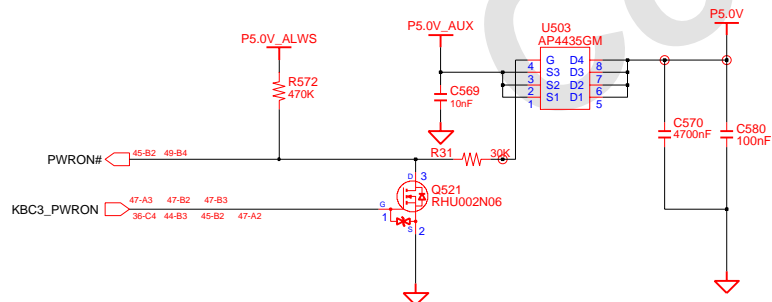 P5.0V
P5.0V_ALWS
P5.0V_AUX
U503
AP4435GM
G D4
4 8
S3 D3
3 7
S2 D2
2 6
S1 D1
1 5
R572
470K
C569
10nF
C570
4700nF
C580
100nF
PWRON# 45-B2 49-B4
R31 30K
D 3
Q521
RHU002N06
47-A3 47-B2 47-B3
KBC3_PWRON
36-C4 44-B3 45-B2 47-A2
G
1
S 2